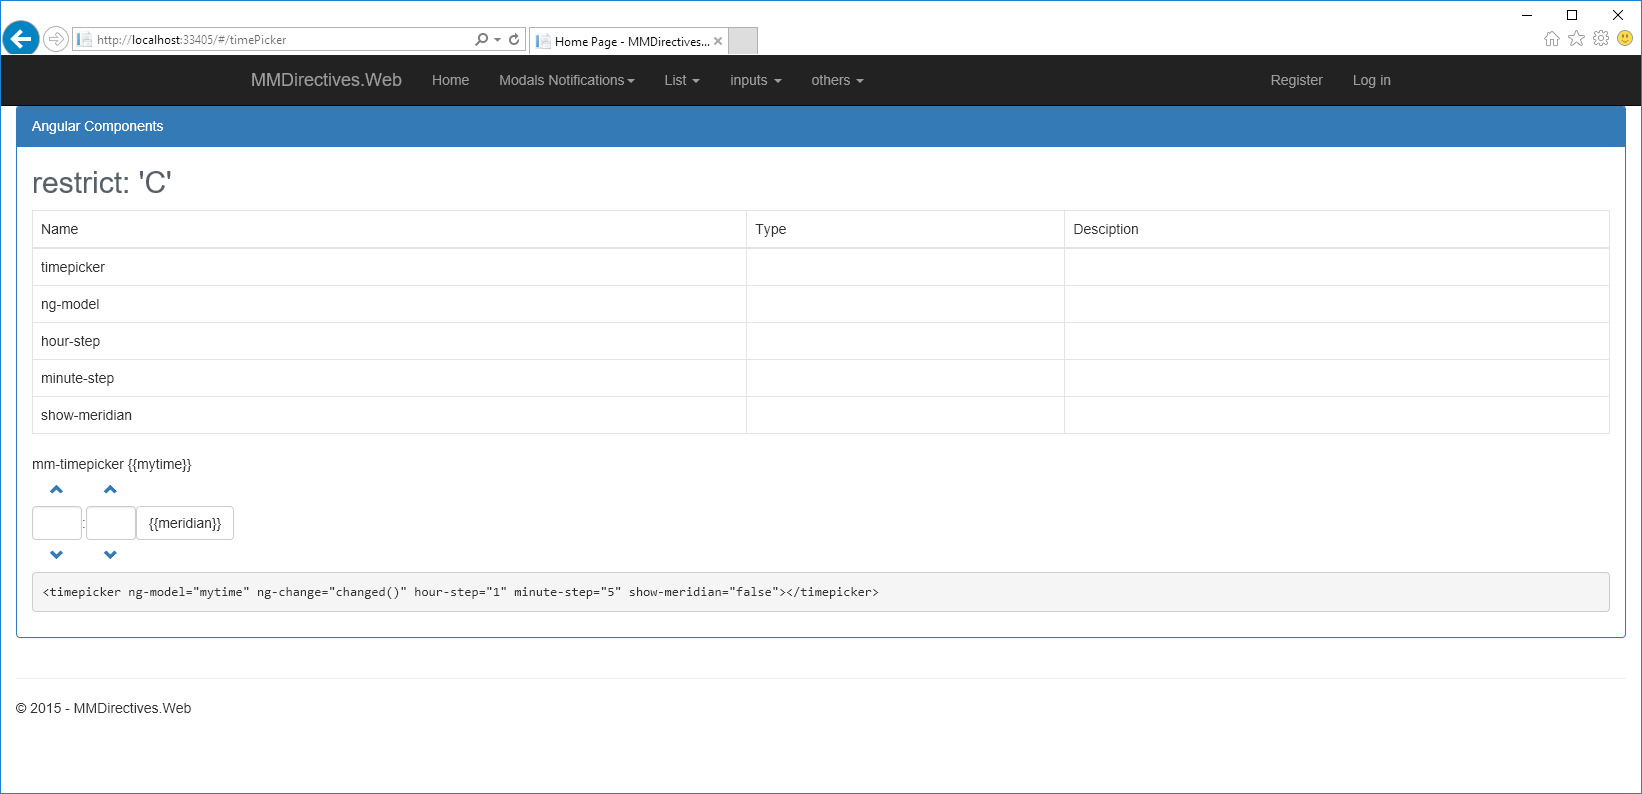 http://localhost:33405/#/timePicker
Home Page - MMDirectives...
MMDirectives.Web Home Modals Notifications List inputs others Register Log in
Angular Components
restrict: 'C'
Name Type Desciption
timepicker
ng-model
hour-step
minute-step
show-meridian
mm-timepicker {{mytime}}
: {{meridian}}
<timepicker ng-model="mytime" ng-change="changed()" hour-step="1" minute-step="5" show-meridian="false"></timepicker>
© 2015 - MMDirectives.Web